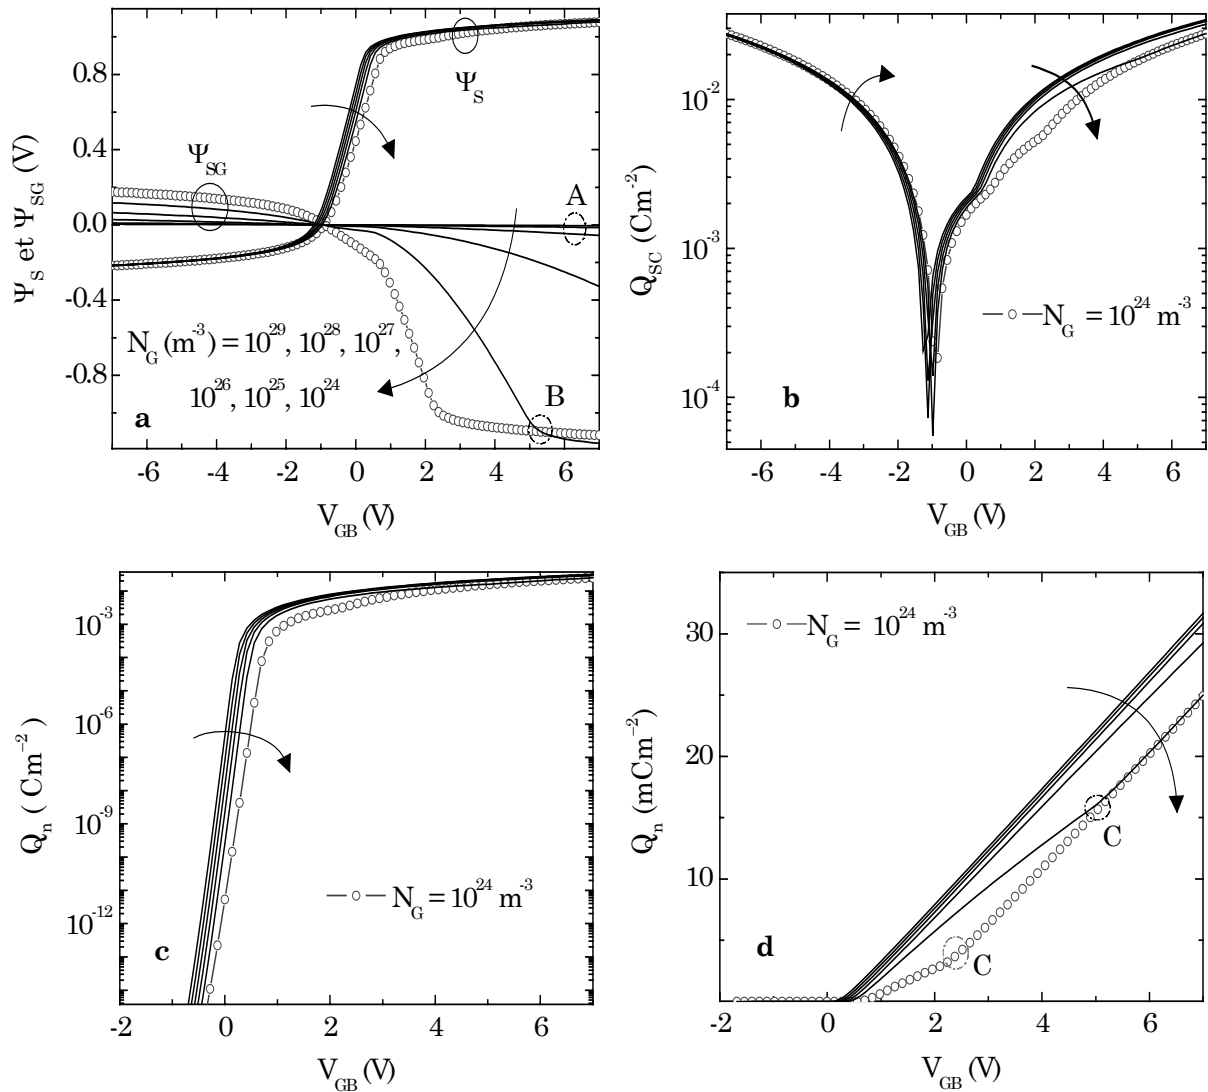 Ψ_S et Ψ_SG (V)
0.8
0.4
0.0
-0.4
-0.8
Ψ_S
Ψ_SG
A
N_G (m^-3) = 10^29, 10^28, 10^27,
10^26, 10^25, 10^24
B
a
-6 -4 -2 0 2 4 6
V_GB (V)
Q_SC (Cm^-2)
10^-2
10^-3
10^-4
N_G = 10^24 m^-3
b
-6 -4 -2 0 2 4 6
V_GB (V)
Q_n ( Cm^-2)
10^-3
10^-6
10^-9
10^-12
N_G = 10^24 m^-3
c
-2 0 2 4 6
V_GB (V)
Q_n (mCm^-2)
30
20
10
N_G = 10^24 m^-3
C
C
d
-2 0 2 4 6
V_GB (V)